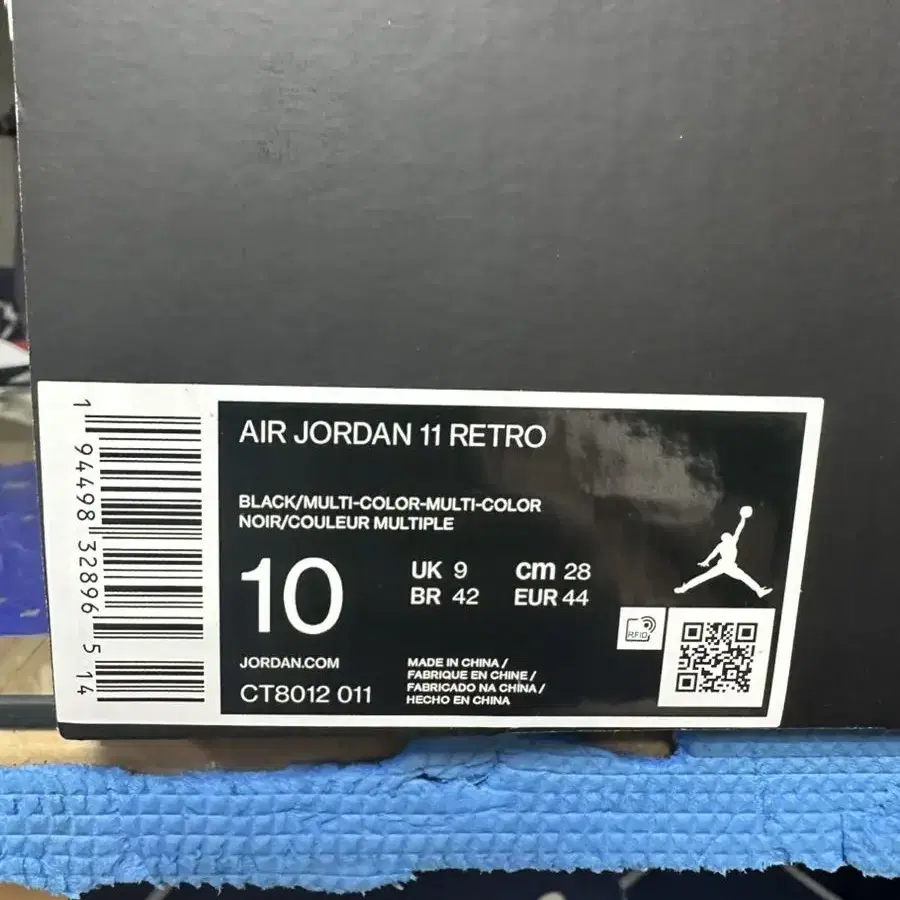 AIR JORDAN 11 RETRO
BLACK/MULTI-COLOR-MULTI-COLOR
NOIR/COULEUR MULTIPLE
10
UK 9 cm 28
BR 42 EUR 44
JORDAN.COM
CT8012 011
MADE IN CHINA /
FABRIQUE EN CHINE /
FABRICADO NA CHINA /
HECHO EN CHINA
RFID
1 94498 32896 5 14